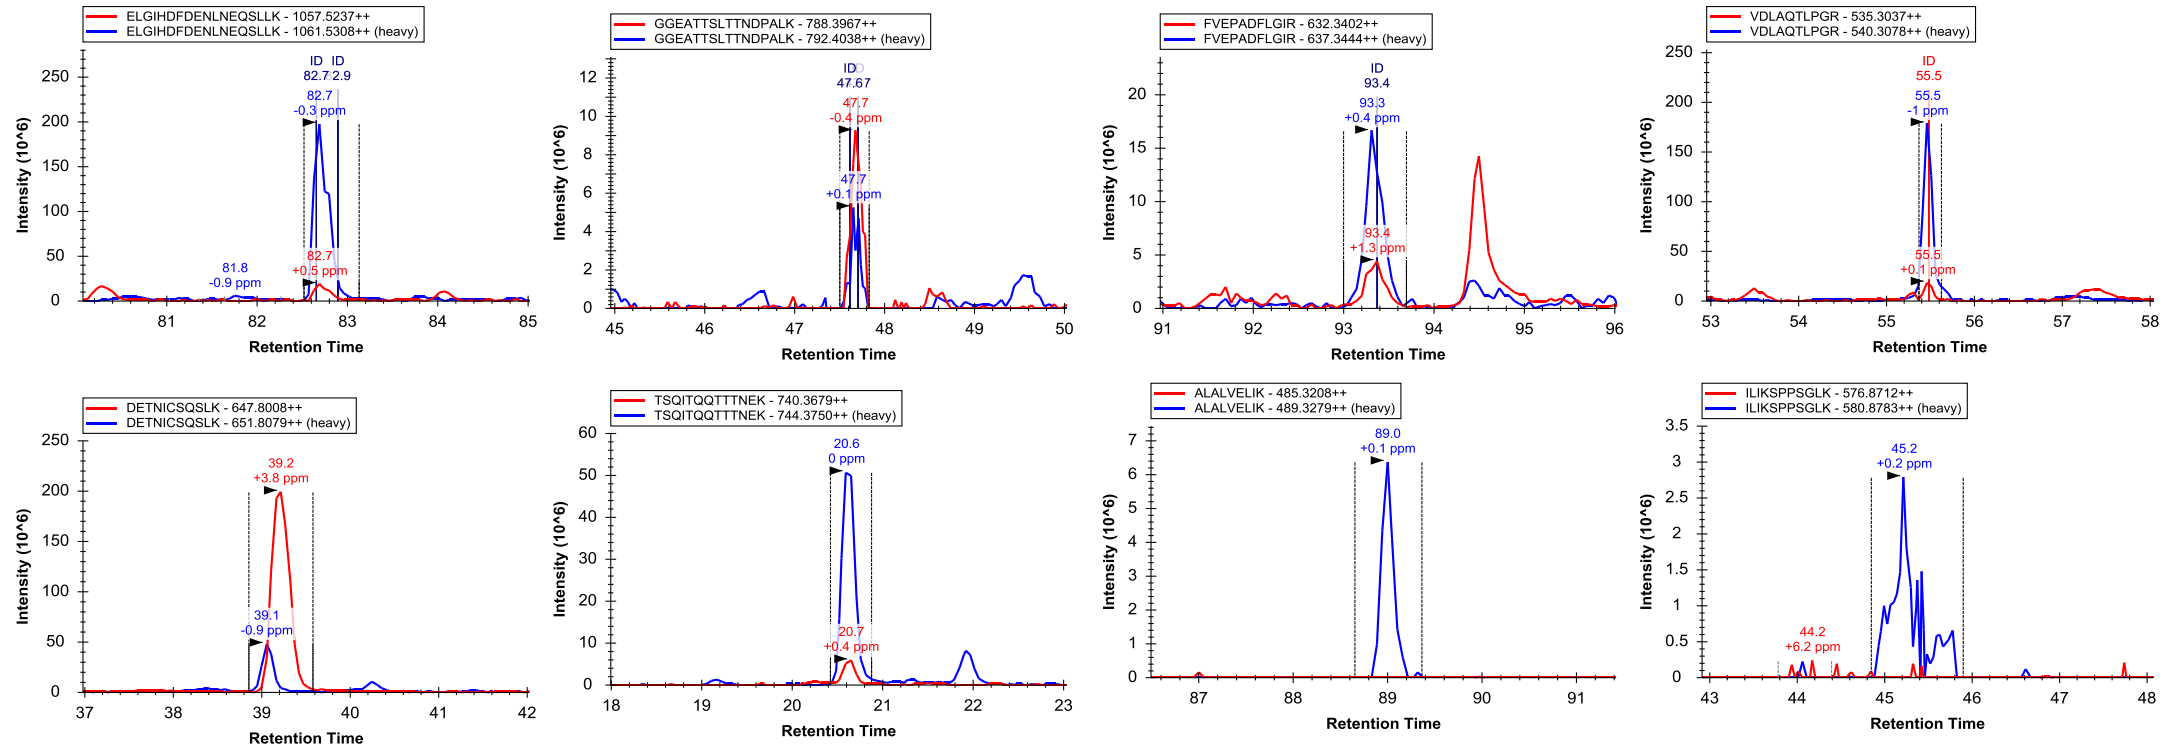 ELGIHDFDENLNEQSLLK - 1057.5237++
ELGIHDFDENLNEQSLLK - 1061.5308++ (heavy)
ID ID
82.7 2.9
82.7
-0.3 ppm
81.8
-0.9 ppm
82.7
+0.5 ppm
250
200
150
100
50
0
Intensity (10^6)
81 82 83 84 85
Retention Time
GGEATTSLTTNDPALK - 788.3967++
GGEATTSLTTNDPALK - 792.4038++ (heavy)
ID
47.67
47.7
-0.4 ppm
47.7
+0.1 ppm
12
10
8
6
4
2
0
Intensity (10^6)
45 46 47 48 49 50
Retention Time
FVEPADFLGIR - 632.3402++
FVEPADFLGIR - 637.3444++ (heavy)
ID
93.4
93.3
+0.4 ppm
93.4
+1.3 ppm
20
15
10
5
0
Intensity (10^6)
91 92 93 94 95 96
Retention Time
VDLAQTLPGR - 535.3037++
VDLAQTLPGR - 540.3078++ (heavy)
ID
55.5
55.5
-1 ppm
55.5
+0.1 ppm
250
200
150
100
50
0
Intensity (10^6)
53 54 55 56 57 58
Retention Time
DETNICSQSLK - 647.8008++
DETNICSQSLK - 651.8079++ (heavy)
39.2
+3.8 ppm
39.1
-0.9 ppm
250
200
150
100
50
0
Intensity (10^6)
37 38 39 40 41 42
Retention Time
TSQITQQTTTNEK - 740.3679++
TSQITQQTTTNEK - 744.3750++ (heavy)
20.6
0 ppm
20.7
+0.4 ppm
60
50
40
30
20
10
0
Intensity (10^6)
18 19 20 21 22 23
Retention Time
ALALVELIK - 485.3208++
ALALVELIK - 489.3279++ (heavy)
89.0
+0.1 ppm
7
6
5
4
3
2
1
0
Intensity (10^6)
87 88 89 90 91
Retention Time
ILIKSPPSGLK - 576.8712++
ILIKSPPSGLK - 580.8783++ (heavy)
45.2
+0.2 ppm
44.2
+6.2 ppm
3.5
3
2.5
2
1.5
1
0.5
0
Intensity (10^6)
43 44 45 46 47 48
Retention Time